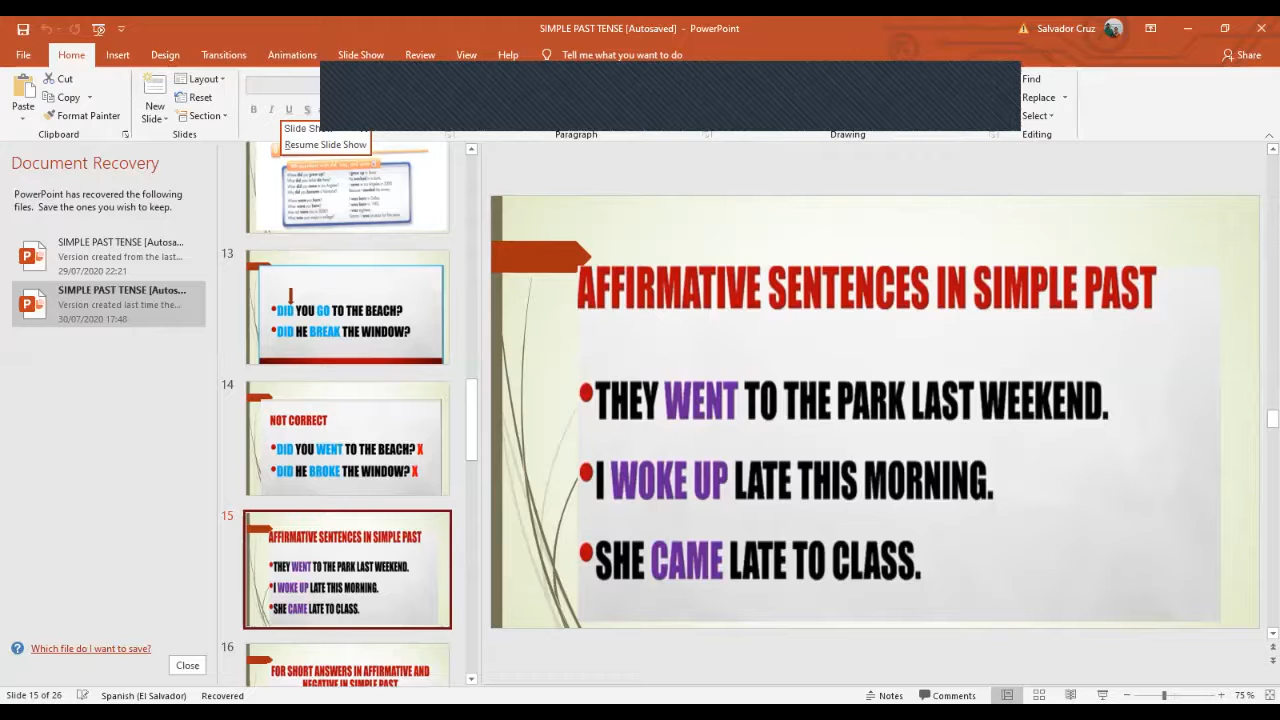 SIMPLE PAST TENSE [Autosaved] - PowerPoint
Salvador Cruz
File Home Insert Design Transitions Animations Slide Show Review View Help Tell me what you want to do
Share
Paste
Cut
Copy
Format Painter
Clipboard
New
Slide
Layout
Reset
Section
Slides
B I U S
Slide Show
Resume Slide Show
Paragraph
Drawing
Find
Replace
Select
Editing
Document Recovery
PowerPoint has recovered the following
files. Save the ones you wish to keep.
SIMPLE PAST TENSE [Autosa...
Version created from the last...
29/07/2020 22:21
SIMPLE PAST TENSE [Autos...
Version created last time the...
30/07/2020 17:48
Which file do I want to save?
Close
13
•DID YOU GO TO THE BEACH?
•DID HE BREAK THE WINDOW?
14
NOT CORRECT
•DID YOU WENT TO THE BEACH? X
•DID HE BROKE THE WINDOW? X
15
AFFIRMATIVE SENTENCES IN SIMPLE PAST
•THEY WENT TO THE PARK LAST WEEKEND.
•I WOKE UP LATE THIS MORNING.
•SHE CAME LATE TO CLASS.
16
FOR SHORT ANSWERS IN AFFIRMATIVE AND
NEGATIVE IN SIMPLE PAST
AFFIRMATIVE SENTENCES IN SIMPLE PAST
•THEY WENT TO THE PARK LAST WEEKEND.
•I WOKE UP LATE THIS MORNING.
•SHE CAME LATE TO CLASS.
Slide 15 of 26 Spanish (El Salvador) Recovered
Notes Comments 75 %